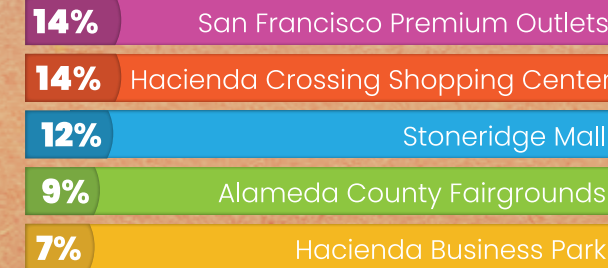 14% San Francisco Premium Outlets
14% Hacienda Crossing Shopping Center
12% Stoneridge Mall
9% Alameda County Fairgrounds
7% Hacienda Business Park